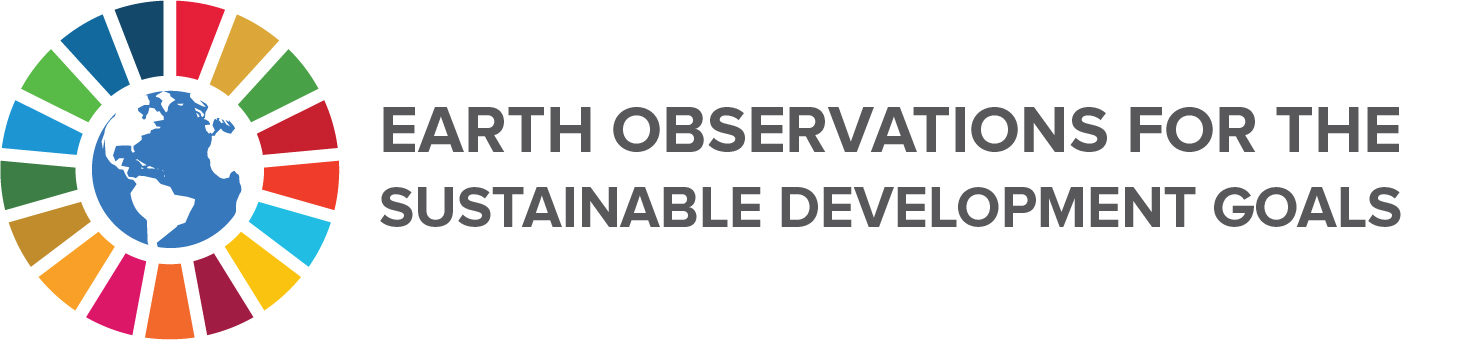 EARTH OBSERVATIONS FOR THE
SUSTAINABLE DEVELOPMENT GOALS